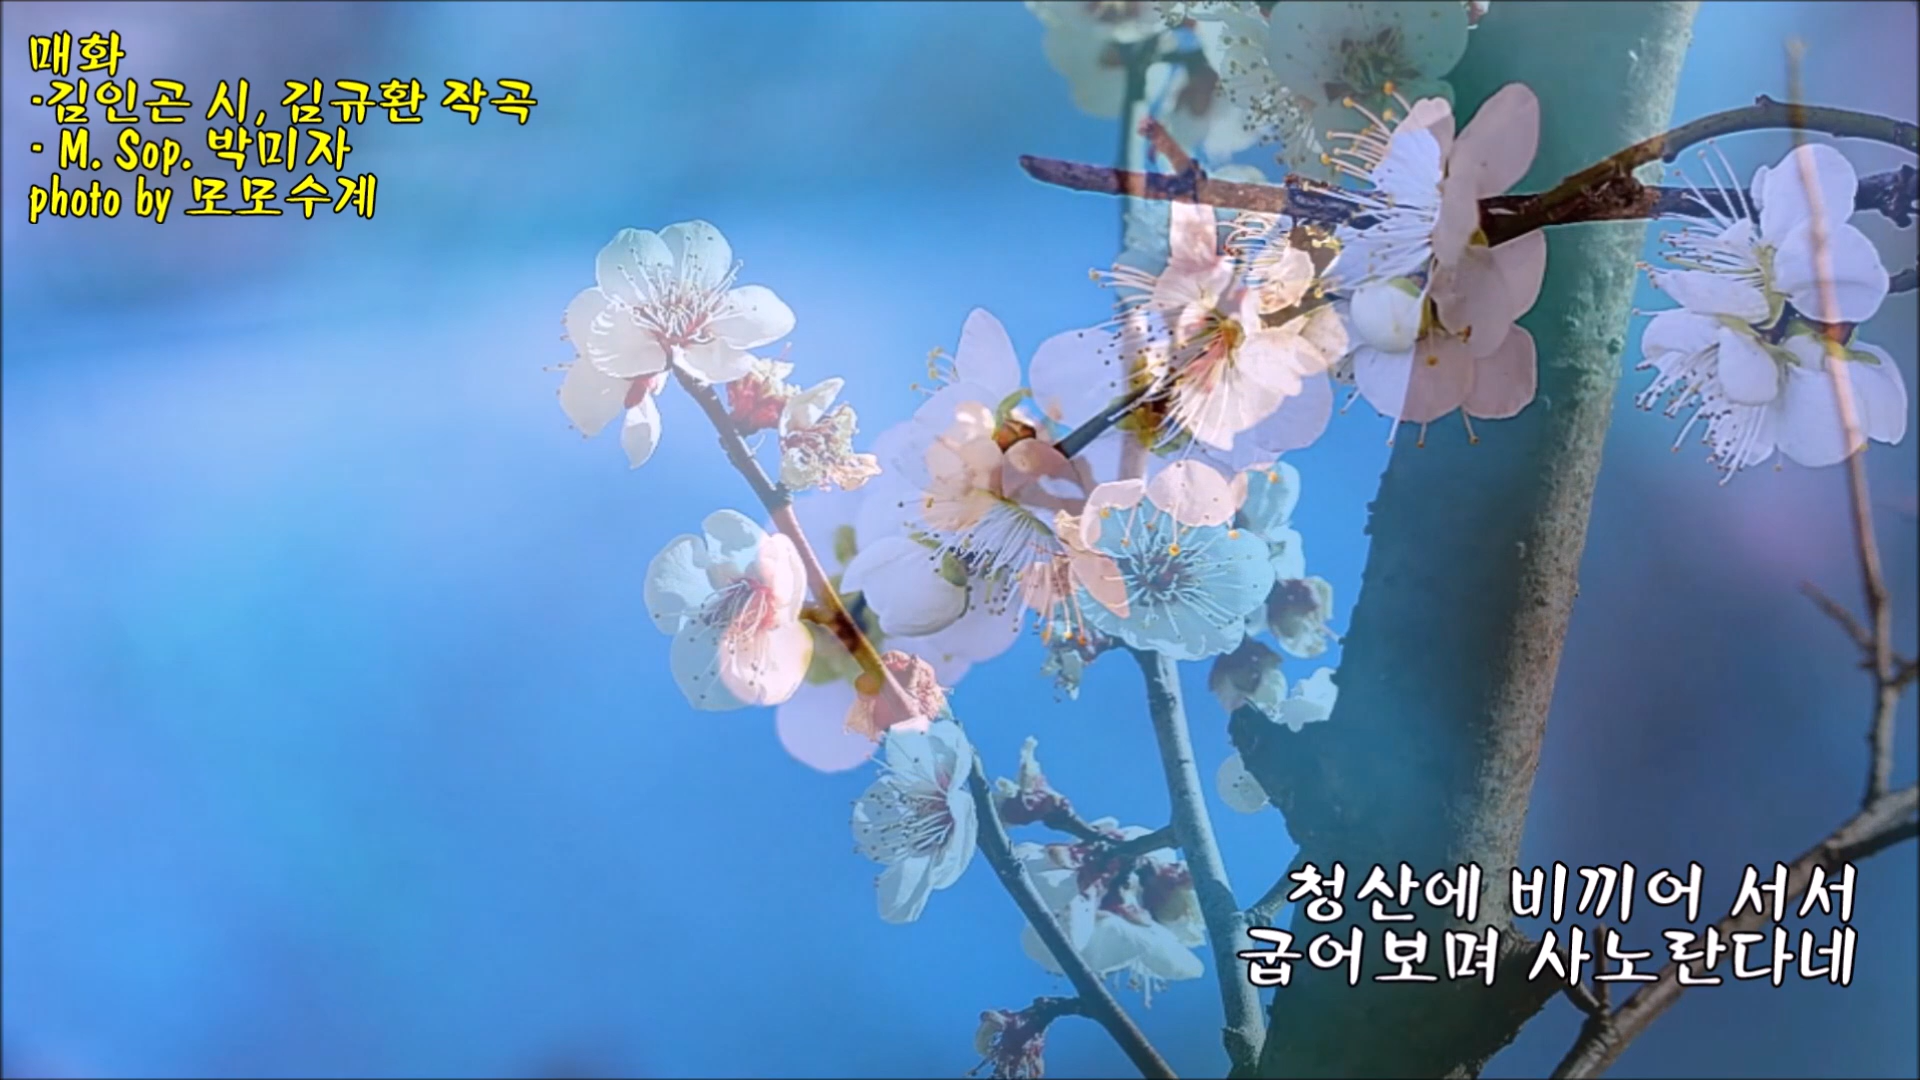 매화
-김인곤 시, 김규환 작곡
- M. Sop. 박미자
photo by 모모수계
청산에 비끼어 서서
굽어보며 사노란다네